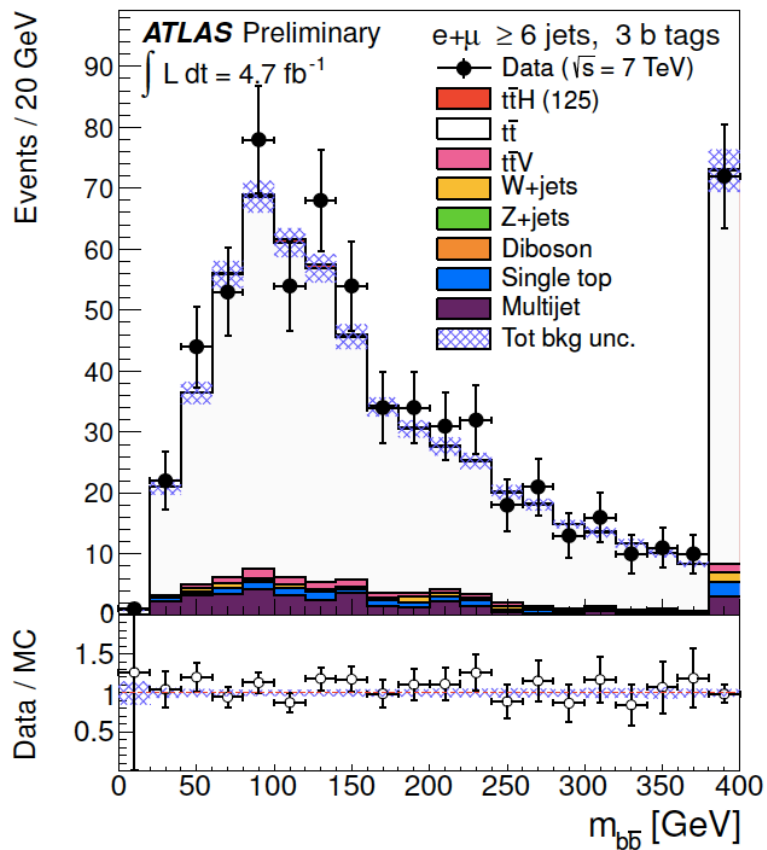 ATLAS Preliminary
∫ L dt = 4.7 fb⁻¹
e+μ ≥ 6 jets, 3 b tags
Data (√s = 7 TeV)
tt̄H (125)
tt̄
tt̄V
W+jets
Z+jets
Diboson
Single top
Multijet
Tot bkg unc.
Events / 20 GeV
90
80
70
60
50
40
30
20
10
0
Data / MC
1.5
1
0.5
0 50 100 150 200 250 300 350 400
m_bb̄ [GeV]